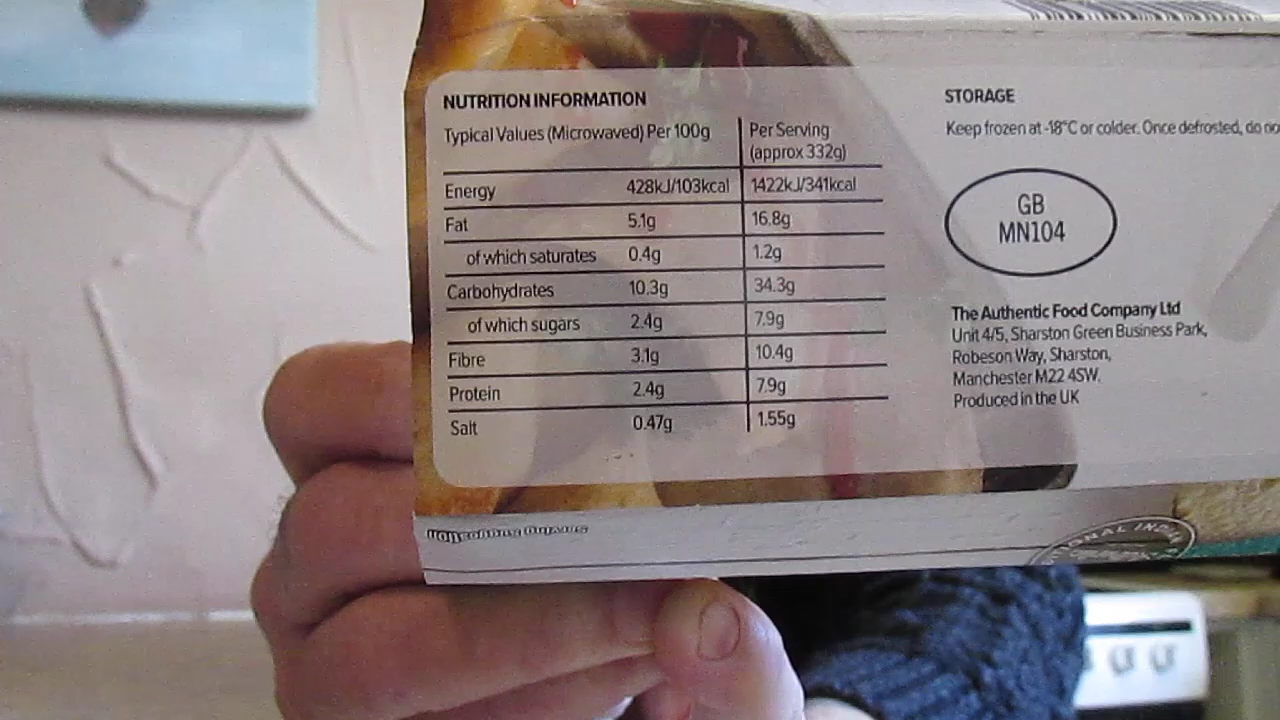 NUTRITION INFORMATION
Typical Values (Microwaved) Per 100g Per Serving
(approx 332g)
Energy 428kJ/103kcal 1422kJ/341kcal
Fat 5.1g 16.8g
of which saturates 0.4g 1.2g
Carbohydrates 10.3g 34.3g
of which sugars 2.4g 7.9g
Fibre 3.1g 10.4g
Protein 2.4g 7.9g
Salt 0.47g 1.55g
STORAGE
Keep frozen at -18°C or colder. Once defrosted, do no
GB
MN104
The Authentic Food Company Ltd
Unit 4/5, Sharston Green Business Park,
Robeson Way, Sharston,
Manchester M22 4SW.
Produced in the UK